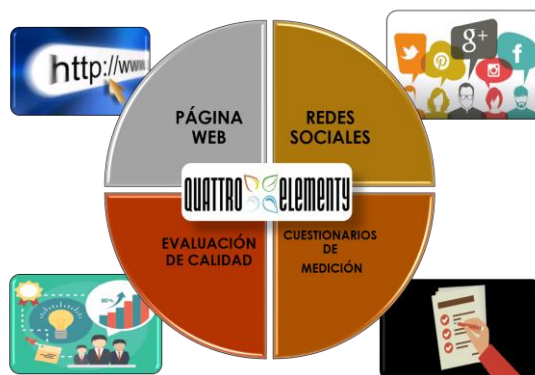 http://www
g+
PÁGINA
WEB
REDES
SOCIALES
QUATTRO ELEMENTY
EVALUACIÓN
DE CALIDAD
CUESTIONARIOS
DE
MEDICIÓN
80%